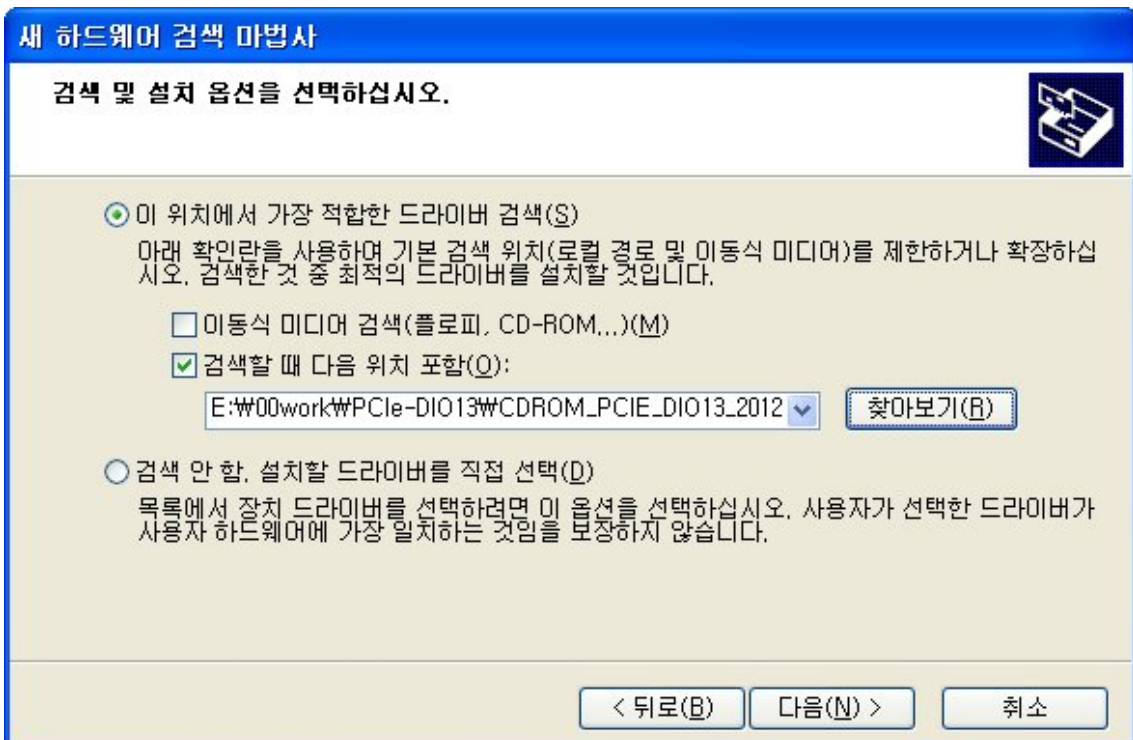 새 하드웨어 검색 마법사
검색 및 설치 옵션을 선택하십시오.
이 위치에서 가장 적합한 드라이버 검색(S)
아래 확인란을 사용하여 기본 검색 위치(로컬 경로 및 이동식 미디어)를 제한하거나 확장하십
시오. 검색한 것 중 최적의 드라이버를 설치할 것입니다.
이동식 미디어 검색(플로피, CD-ROM...)(M)
검색할 때 다음 위치 포함(O):
E:₩00work₩PCIe-DIO13₩CDROM_PCIE_DIO13_2012
찾아보기(R)
검색 안 함. 설치할 드라이버를 직접 선택(D)
목록에서 장치 드라이버를 선택하려면 이 옵션을 선택하십시오. 사용자가 선택한 드라이버가
사용자 하드웨어에 가장 일치하는 것임을 보장하지 않습니다.
< 뒤로(B)
다음(N) >
취소